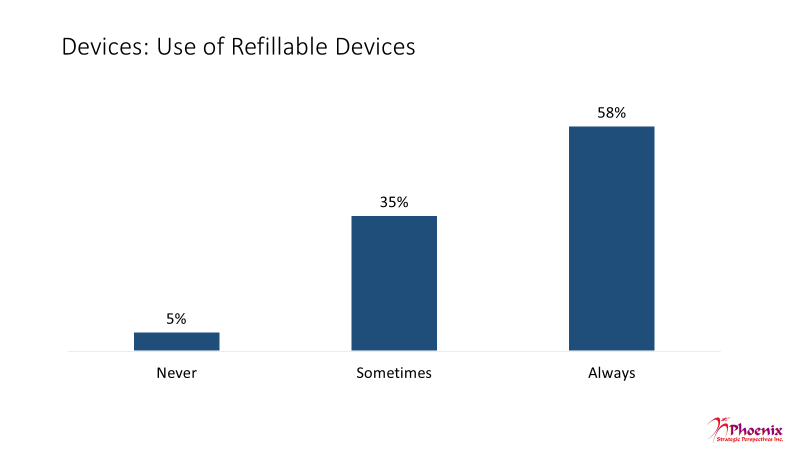 Devices: Use of Refillable Devices
58%
35%
5%
Never Sometimes Always
Phoenix
Strategic Perspectives Inc.